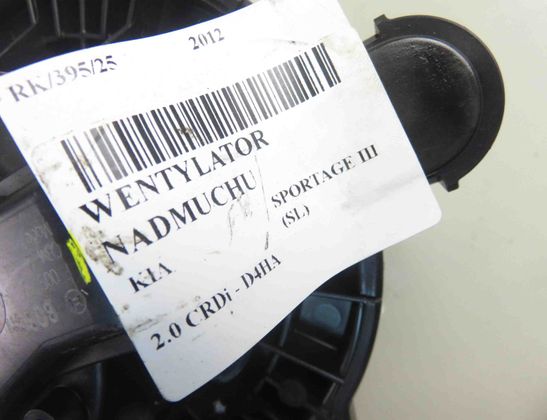 RK/395/25 2012
WENTYLATOR
NADMUCHU
KIA SPORTAGE III
(SL)
2.0 CRDi - D4HA